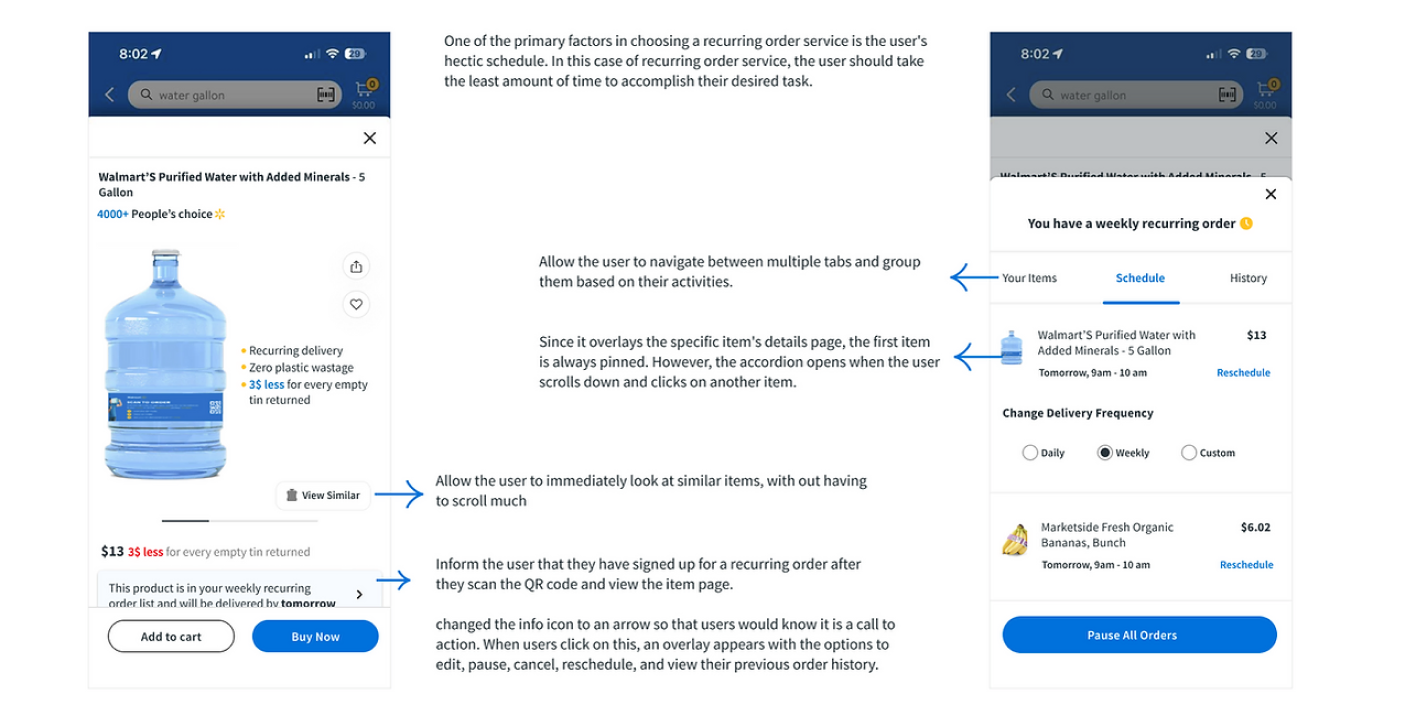 8:02
29
water gallon
0
$0.00
Walmart'S Purified Water with Added Minerals - 5
Gallon
4000+ People's choice
Recurring delivery
Zero plastic wastage
3$ less for every empty
tin returned
View Similar
$13 3$ less for every empty tin returned
This product is in your weekly recurring
order list and will be delivered by tomorrow
Add to cart
Buy Now
One of the primary factors in choosing a recurring order service is the user's
hectic schedule. In this case of recurring order service, the user should take
the least amount of time to accomplish their desired task.
Allow the user to navigate between multiple tabs and group
them based on their activities.
Since it overlays the specific item's details page, the first item
is always pinned. However, the accordion opens when the user
scrolls down and clicks on another item.
Allow the user to immediately look at similar items, with out having
to scroll much
Inform the user that they have signed up for a recurring order after
they scan the QR code and view the item page.
changed the info icon to an arrow so that users would know it is a call to
action. When users click on this, an overlay appears with the options to
edit, pause, cancel, reschedule, and view their previous order history.
8:02
29
water gallon
0
$0.00
Walmart'S Purified Water with Added Minerals - 5
You have a weekly recurring order
Your Items
Schedule
History
Walmart'S Purified Water with
Added Minerals - 5 Gallon
$13
Tomorrow, 9am - 10 am
Reschedule
Change Delivery Frequency
Daily
Weekly
Custom
Marketside Fresh Organic
Bananas, Bunch
$6.02
Tomorrow, 9am - 10 am
Reschedule
Pause All Orders